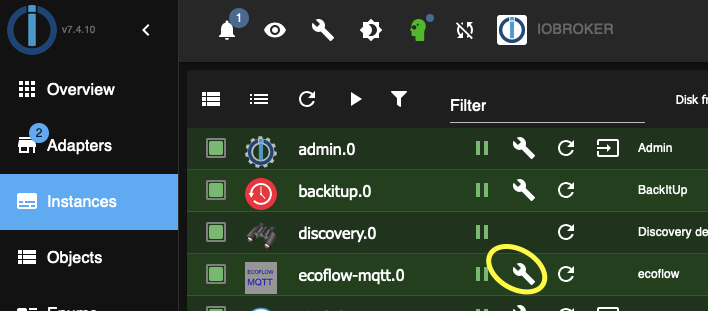 1
v7.4.10
IOBROKER
Overview
Filter
Disk fr
2
Adapters
admin.0
Admin
Instances
backitup.0
BackItUp
discovery.0
Discovery de
Objects
ECOFLOW
MQTT
ecoflow-mqtt.0
ecoflow